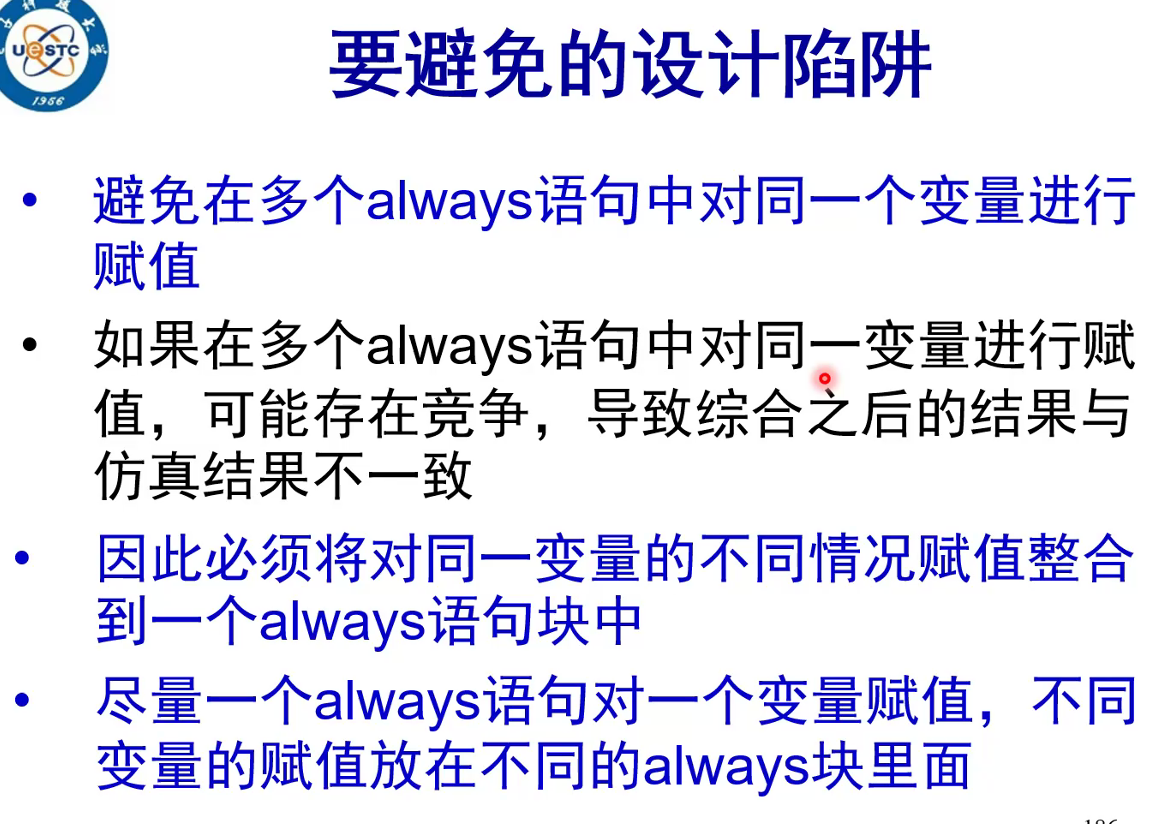 UESTC
1956
要避免的设计陷阱
• 避免在多个always语句中对同一个变量进行
赋值
• 如果在多个always语句中对同一变量进行赋
值，可能存在竞争，导致综合之后的结果与
仿真结果不一致
• 因此必须将对同一变量的不同情况赋值整合
到一个always语句块中
• 尽量一个always语句对一个变量赋值，不同
变量的赋值放在不同的always块里面